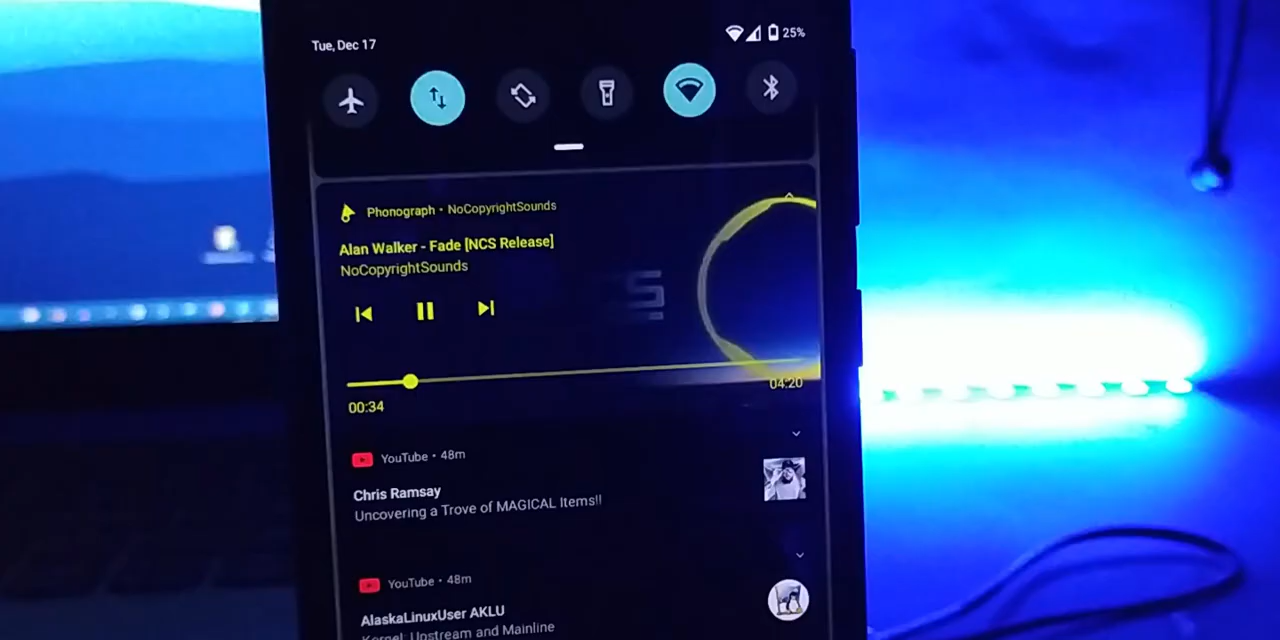 Tue, Dec 17
25%
Phonograph • NoCopyrightSounds
Alan Walker - Fade [NCS Release]
NoCopyrightSounds
00:34
04:20
YouTube • 48m
Chris Ramsay
Uncovering a Trove of MAGICAL Items!!
YouTube • 48m
AlaskaLinuxUser AKLU
Kernel: Upstream and Mainline